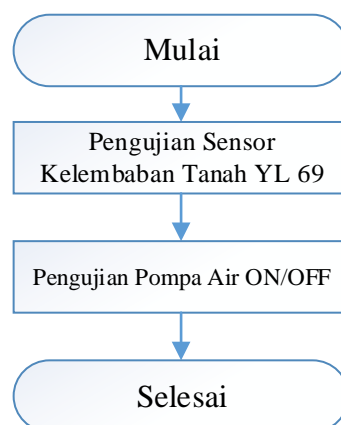 Mulai
Pengujian Sensor
Kelembaban Tanah YL 69
Pengujian Pompa Air ON/OFF
Selesai